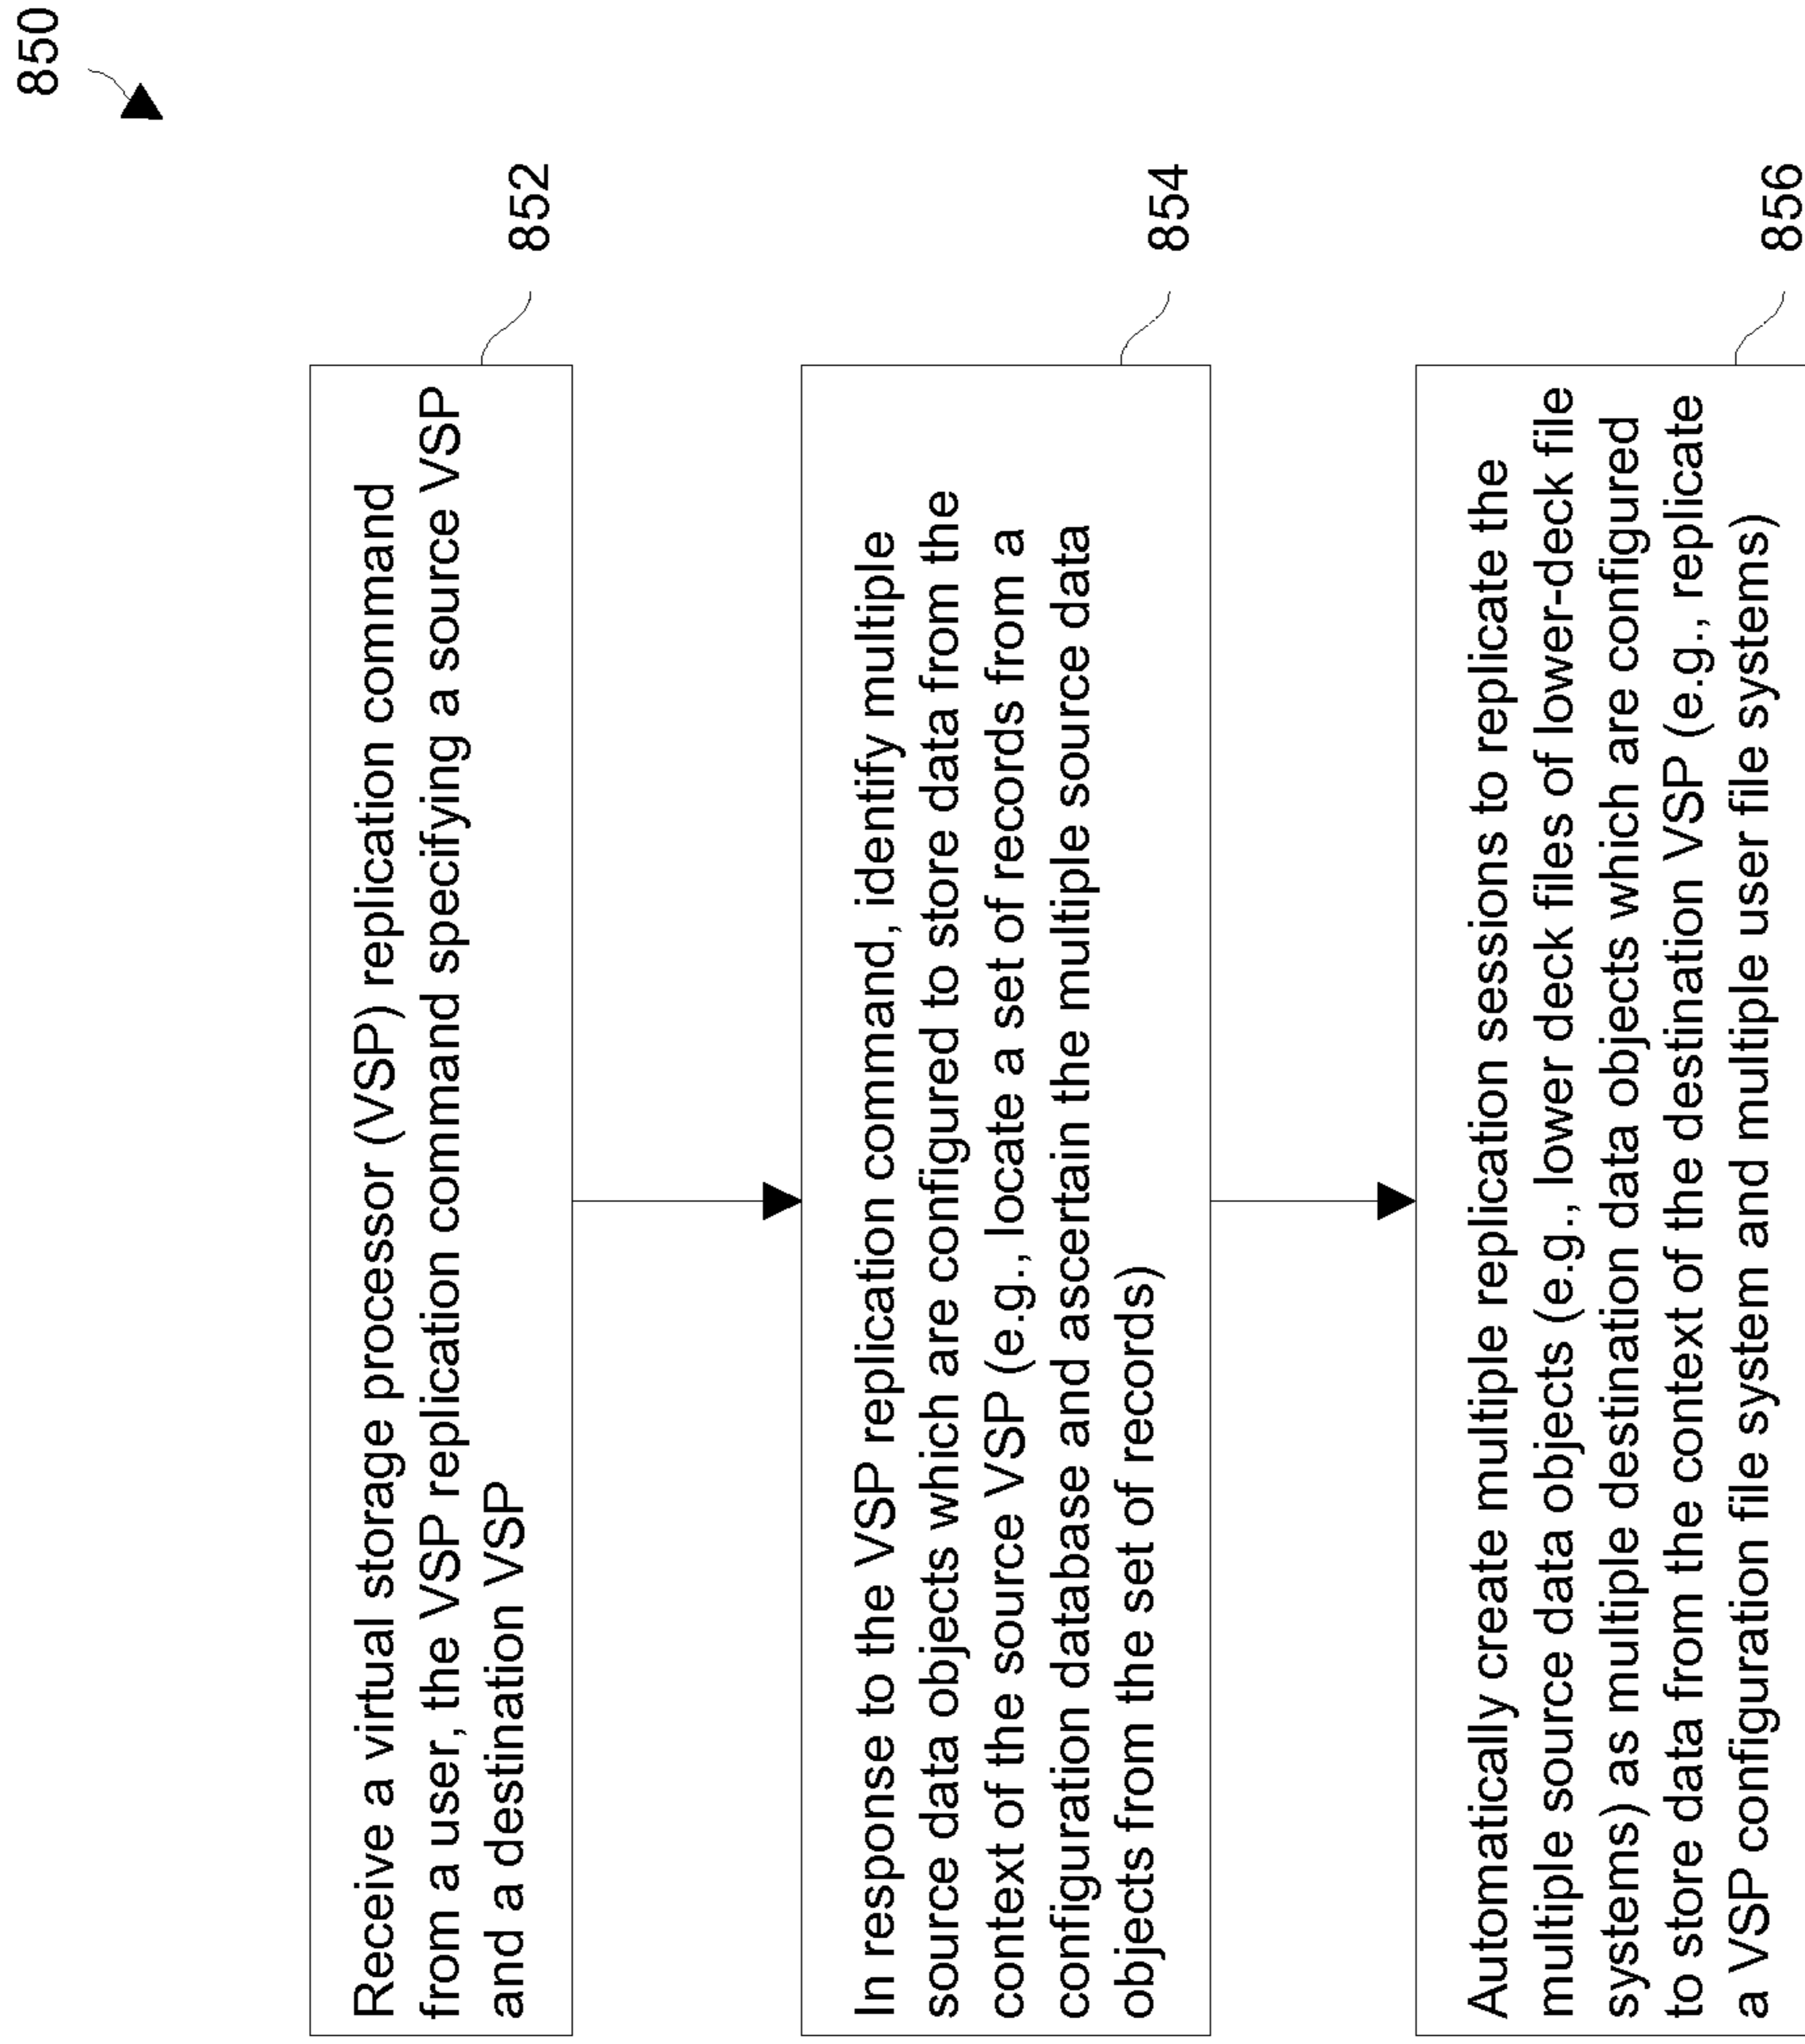 850
852
Receive a virtual storage processor (VSP) replication command
from a user, the VSP replication command specifying a source VSP
and a destination VSP
854
In response to the VSP replication command, identify multiple
source data objects which are configured to store data from the
context of the source VSP (e.g., locate a set of records from a
configuration database and ascertain the multiple source data
objects from the set of records)
856
Automatically create multiple replication sessions to replicate the
multiple source data objects (e.g., lower deck files of lower-deck file
systems) as multiple destination data objects which are configured
to store data from the context of the destination VSP (e.g., replicate
a VSP configuration file system and multiple user file systems)